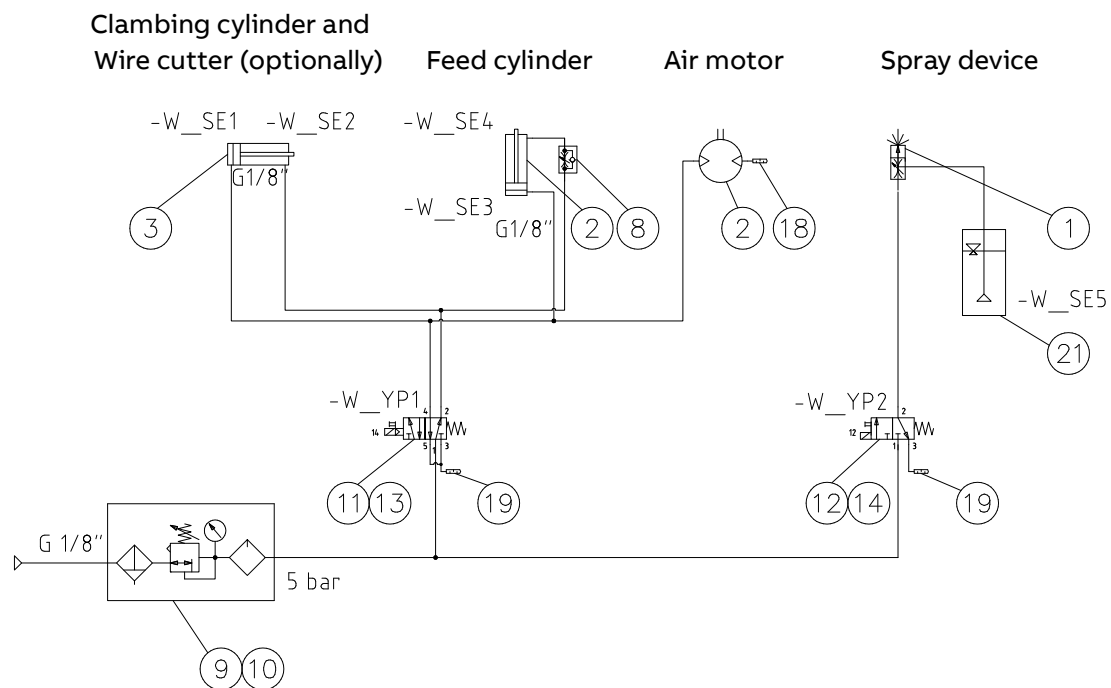 Clambing cylinder and
Wire cutter (optionally)
Feed cylinder
Air motor
Spray device
-W__SE1
-W__SE2
-W__SE4
G1/8"
-W__SE3
G1/8"
3
2
8
2
18
1
-W__SE5
21
-W__YP1
4
2
14
5
1
3
-W__YP2
2
12
1
3
11
13
19
12
14
19
G 1/8"
5 bar
9
10